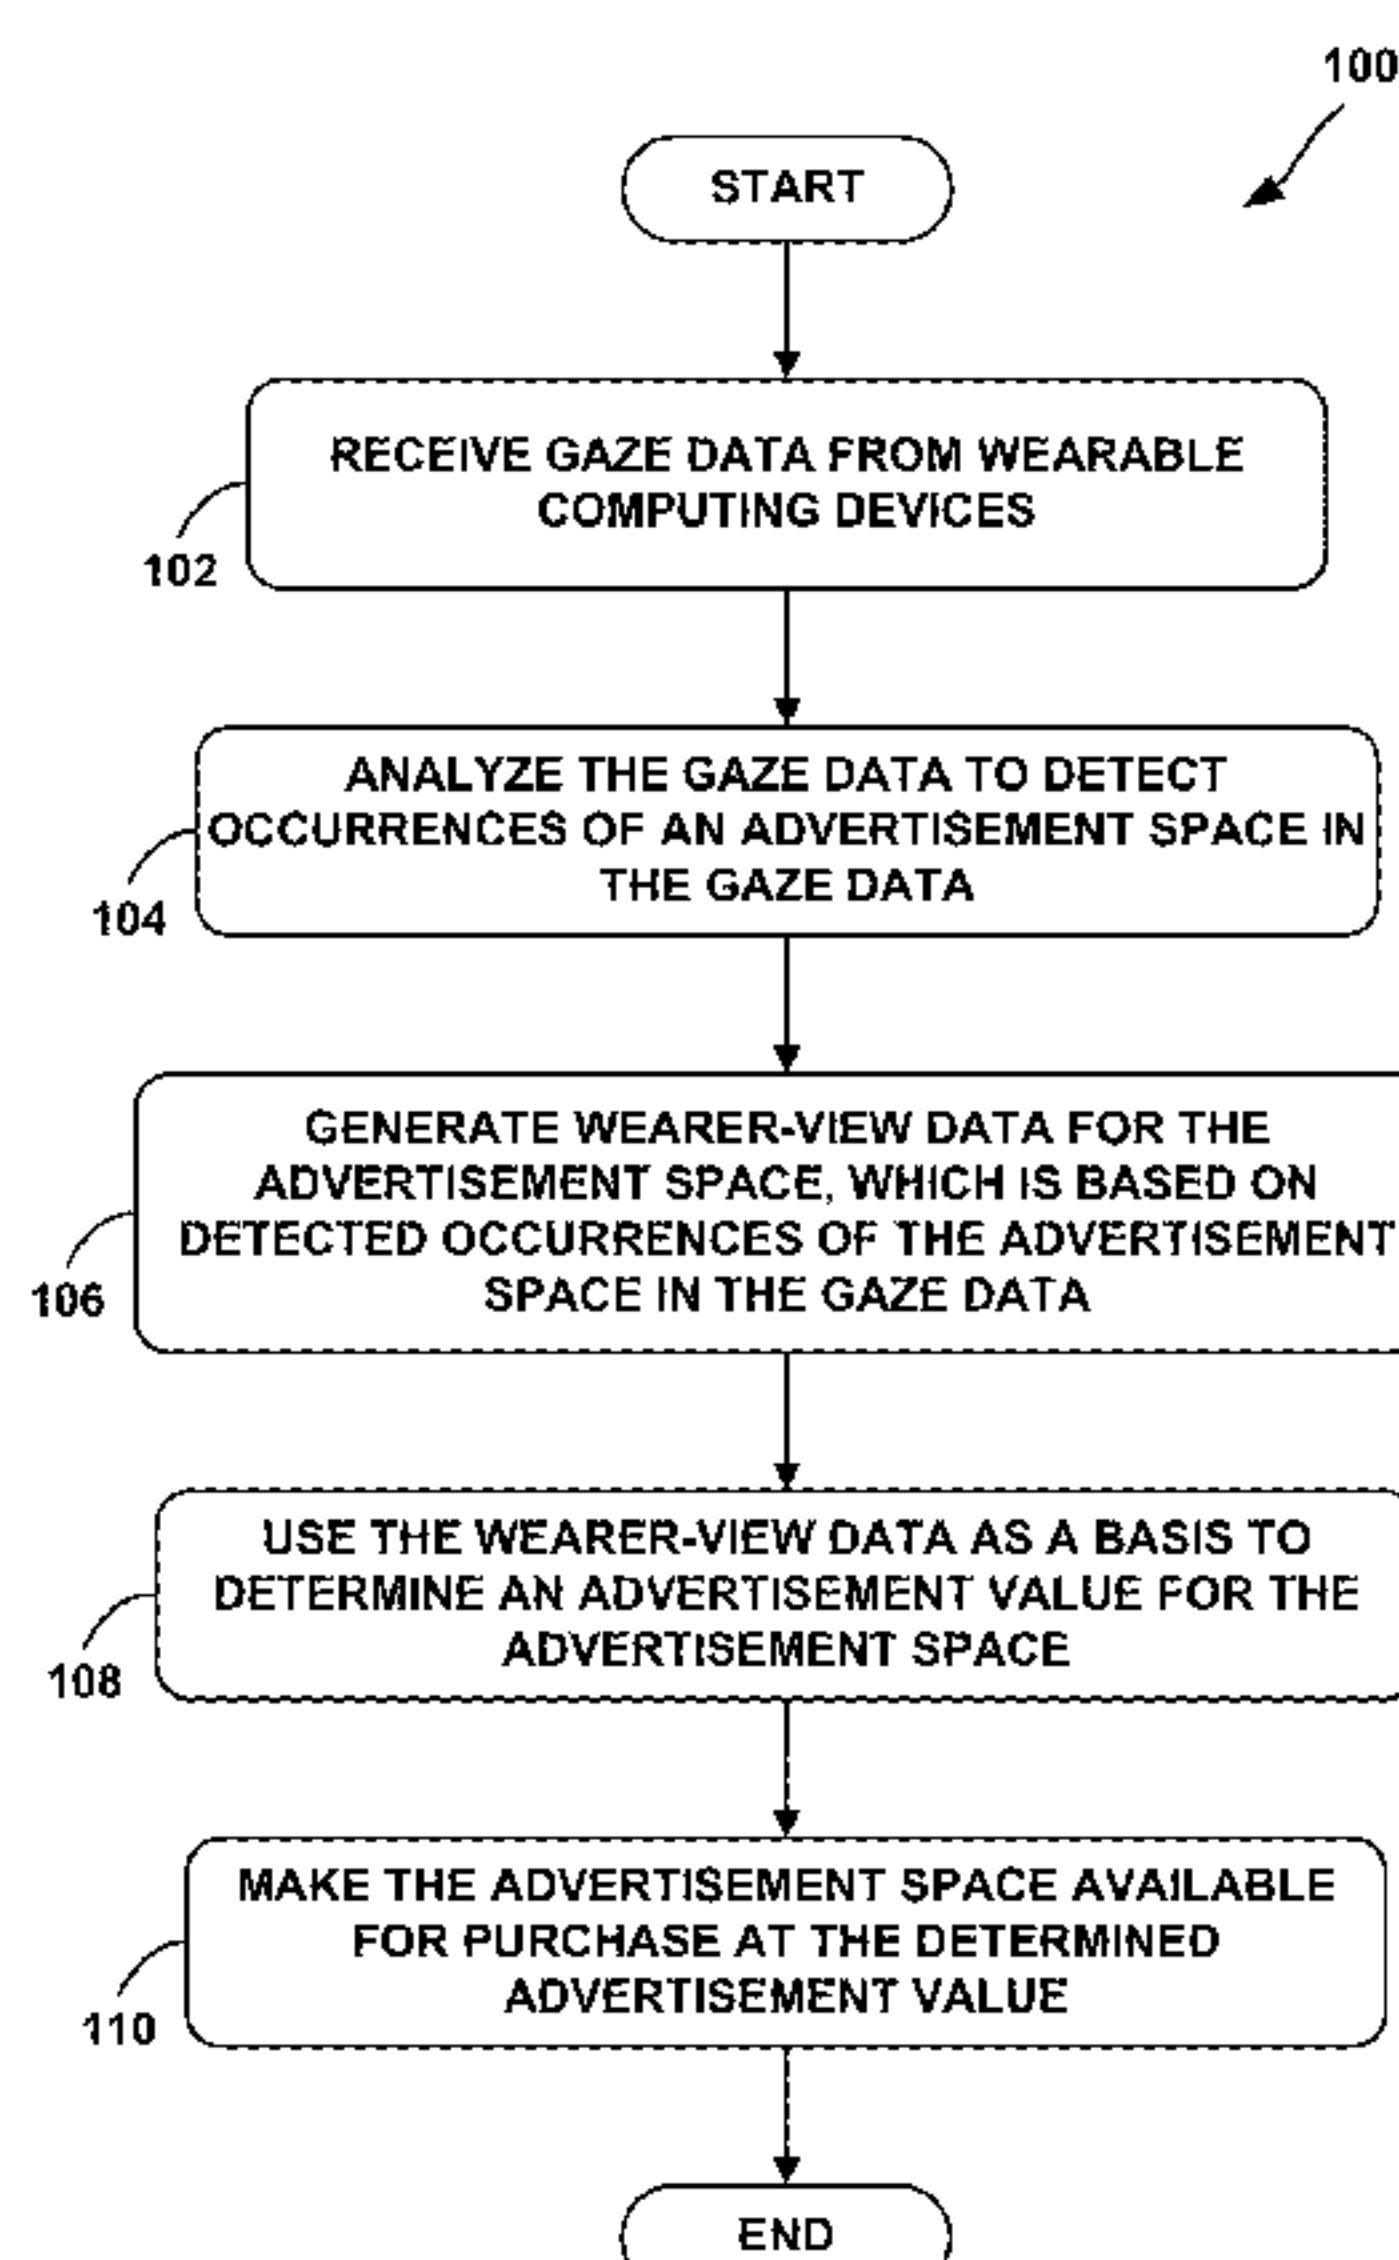 100
START
RECEIVE GAZE DATA FROM WEARABLE
COMPUTING DEVICES
102
ANALYZE THE GAZE DATA TO DETECT
OCCURRENCES OF AN ADVERTISEMENT SPACE IN
THE GAZE DATA
104
GENERATE WEARER-VIEW DATA FOR THE
ADVERTISEMENT SPACE, WHICH IS BASED ON
DETECTED OCCURRENCES OF THE ADVERTISEMENT
SPACE IN THE GAZE DATA
106
USE THE WEARER-VIEW DATA AS A BASIS TO
DETERMINE AN ADVERTISEMENT VALUE FOR THE
ADVERTISEMENT SPACE
108
MAKE THE ADVERTISEMENT SPACE AVAILABLE
FOR PURCHASE AT THE DETERMINED
ADVERTISEMENT VALUE
110
END